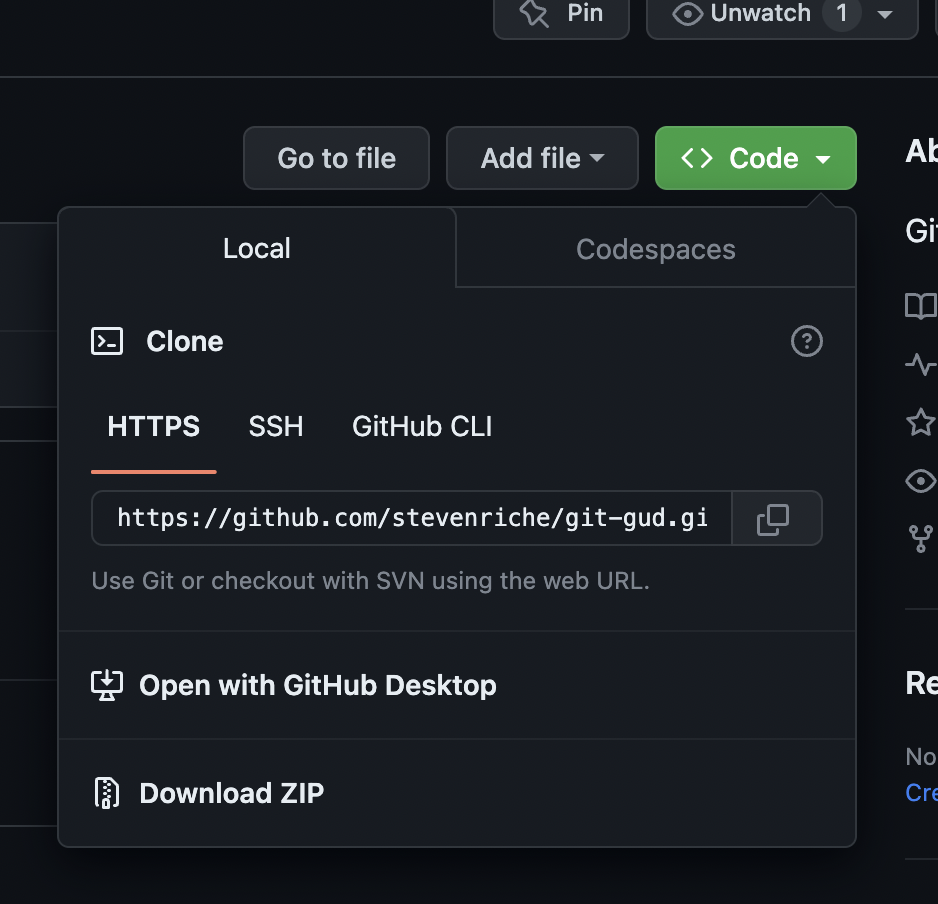 Pin
Unwatch 1
Go to file
Add file
Code
Local
Codespaces
Clone
HTTPS
SSH
GitHub CLI
https://github.com/stevenriche/git-gud.gi
Use Git or checkout with SVN using the web URL.
Open with GitHub Desktop
Download ZIP
Ab
Gi
Re
No
Cre